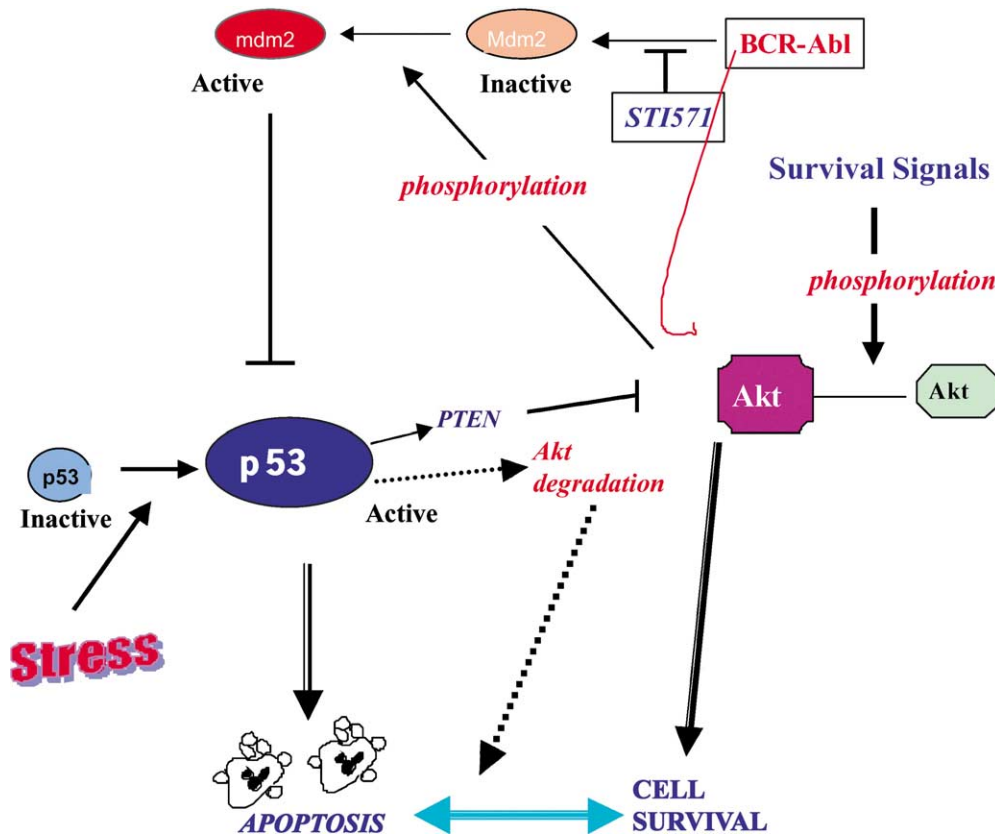 mdm2
Mdm2
BCR-Abl
Active
Inactive
STI571
Survival Signals
phosphorylation
phosphorylation
Akt
Akt
PTEN
p53
p53
Akt
degradation
Inactive
Active
Stress
APOPTOSIS
CELL
SURVIVAL